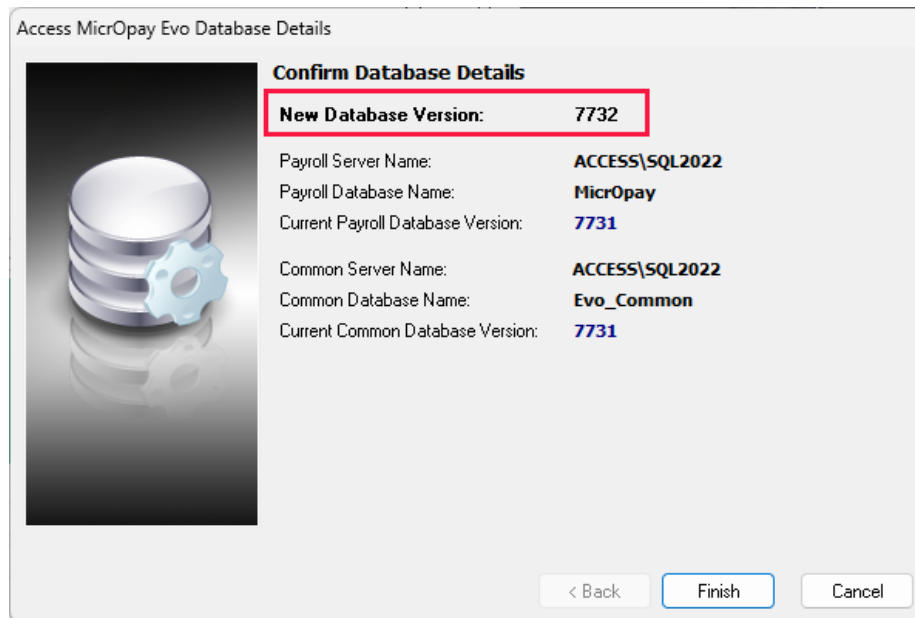 Access MicrOpay Evo Database Details
Confirm Database Details
New Database Version: 7732
Payroll Server Name: ACCESS\SQL2022
Payroll Database Name: MicrOpay
Current Payroll Database Version: 7731
Common Server Name: ACCESS\SQL2022
Common Database Name: Evo_Common
Current Common Database Version: 7731
< Back Finish Cancel